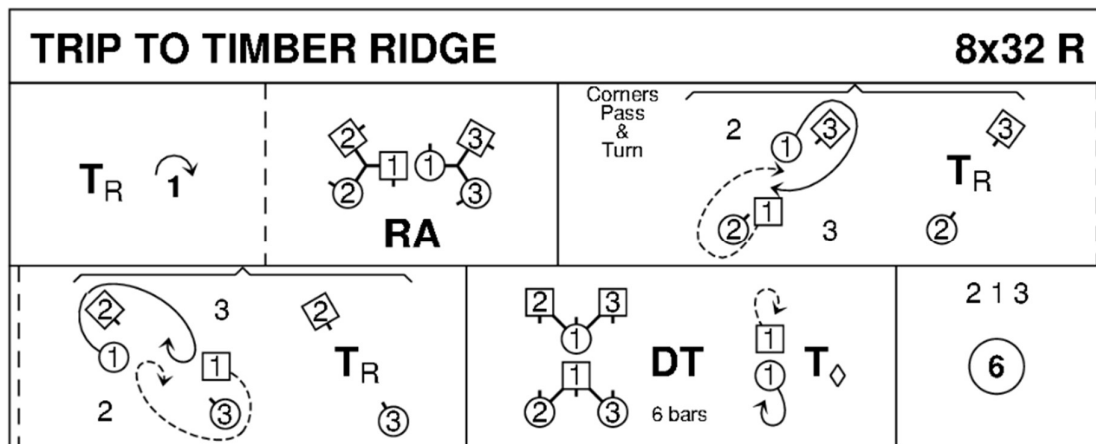 TRIP TO TIMBER RIDGE 8x32 R
TR 1
2 1 1 3
2 3
RA
Corners
Pass
&
Turn
2 1 3 3
TR
2 1 3 2
2 3 2
1 1 TR
2 3 3
2 3
1
1
2 3
DT
6 bars
1
1
T◊
2 1 3
6